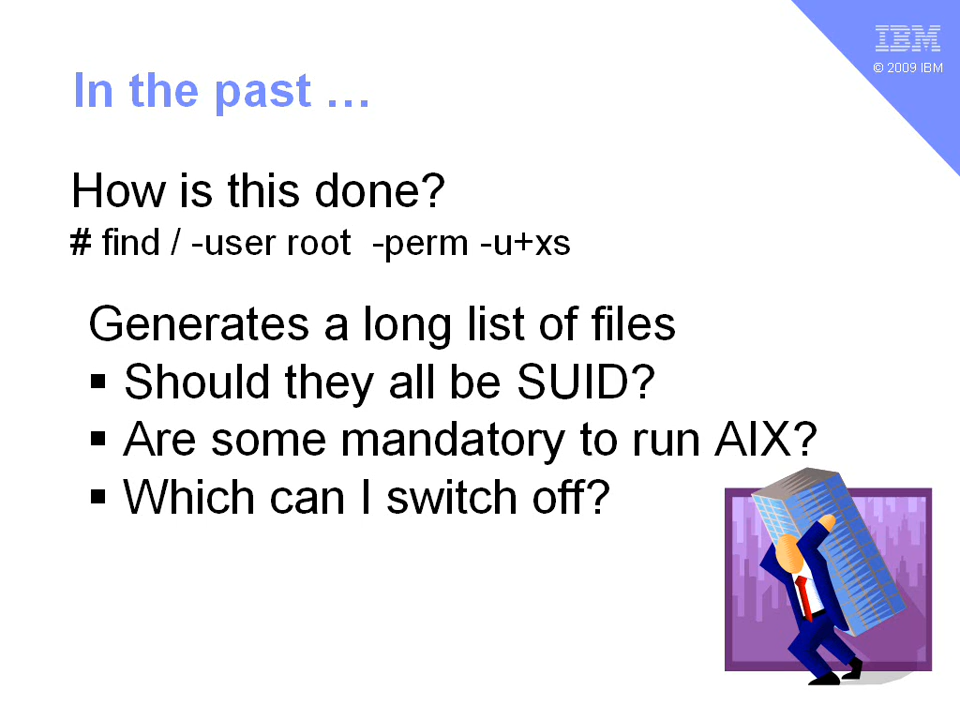 IBM
© 2009 IBM
In the past …
How is this done?
# find / -user root  -perm -u+xs
Generates a long list of files
▪ Should they all be SUID?
▪ Are some mandatory to run AIX?
▪ Which can I switch off?